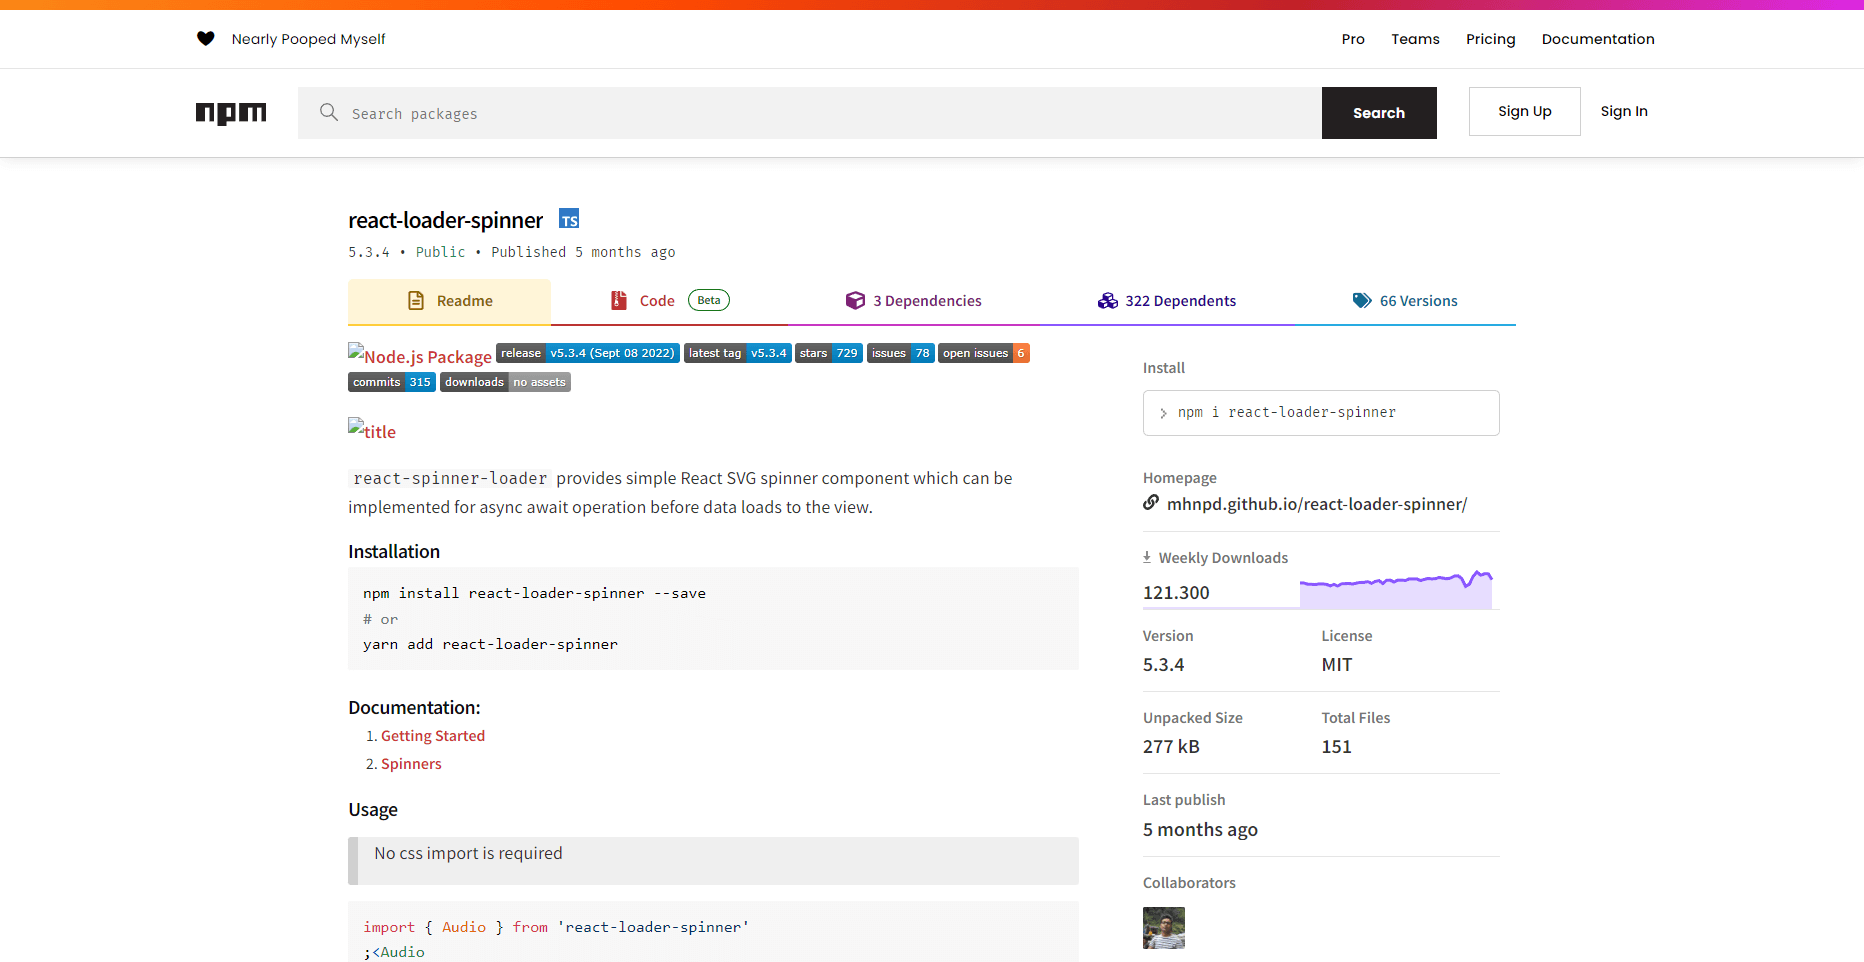 Nearly Pooped Myself
Pro Teams Pricing Documentation
npm
Search packages
Search
Sign Up
Sign In
react-loader-spinner TS
5.3.4 • Public • Published 5 months ago
Readme
Code Beta
3 Dependencies
322 Dependents
66 Versions
Node.js Package release v5.3.4 (Sept 08 2022) latest tag v5.3.4 stars 729 issues 78 open issues 6
commits 315 downloads no assets
title
react-spinner-loader provides simple React SVG spinner component which can be
implemented for async await operation before data loads to the view.
Installation
npm install react-loader-spinner --save
# or
yarn add react-loader-spinner
Documentation:
1. Getting Started
2. Spinners
Usage
No css import is required
import { Audio } from 'react-loader-spinner'
;<Audio
Install
npm i react-loader-spinner
Homepage
mhnpd.github.io/react-loader-spinner/
Weekly Downloads
121.300
Version License
5.3.4 MIT
Unpacked Size Total Files
277 kB 151
Last publish
5 months ago
Collaborators